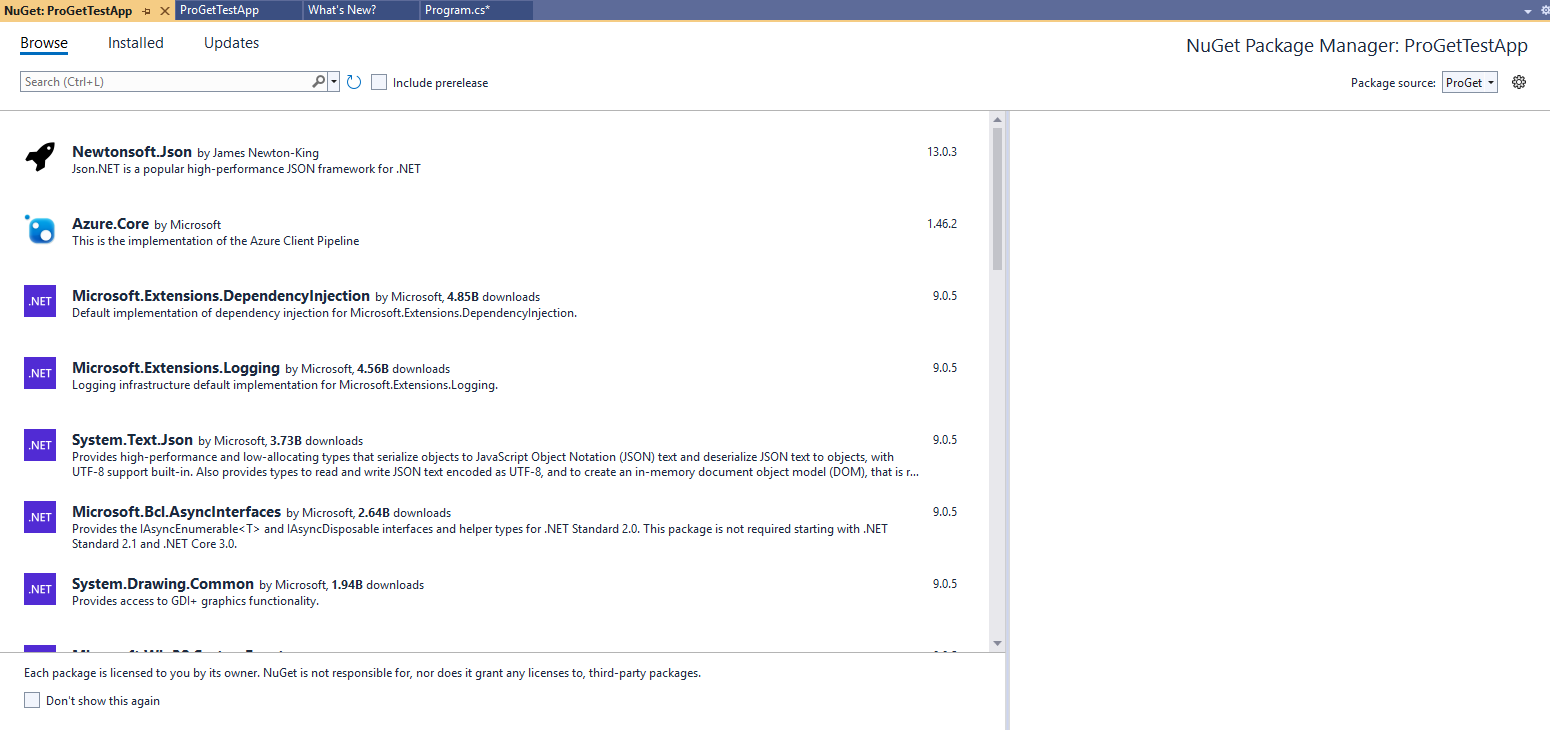 NuGet: ProGetTestApp
ProGetTestApp
What's New?
Program.cs*
Browse
Installed
Updates
NuGet Package Manager: ProGetTestApp
Search (Ctrl+L)
Include prerelease
Package source:
ProGet
Newtonsoft.Json by James Newton-King
13.0.3
Json.NET is a popular high-performance JSON framework for .NET
Azure.Core by Microsoft
1.46.2
This is the implementation of the Azure Client Pipeline
.NET
Microsoft.Extensions.DependencyInjection by Microsoft, 4.85B downloads
9.0.5
Default implementation of dependency injection for Microsoft.Extensions.DependencyInjection.
.NET
Microsoft.Extensions.Logging by Microsoft, 4.56B downloads
9.0.5
Logging infrastructure default implementation for Microsoft.Extensions.Logging.
.NET
System.Text.Json by Microsoft, 3.73B downloads
9.0.5
Provides high-performance and low-allocating types that serialize objects to JavaScript Object Notation (JSON) text and deserialize JSON text to objects, with
UTF-8 support built-in. Also provides types to read and write JSON text encoded as UTF-8, and to create an in-memory document object model (DOM), that is r...
.NET
Microsoft.Bcl.AsyncInterfaces by Microsoft, 2.64B downloads
9.0.5
Provides the IAsyncEnumerable<T> and IAsyncDisposable interfaces and helper types for .NET Standard 2.0. This package is not required starting with .NET
Standard 2.1 and .NET Core 3.0.
.NET
System.Drawing.Common by Microsoft, 1.94B downloads
9.0.5
Provides access to GDI+ graphics functionality.
Each package is licensed to you by its owner. NuGet is not responsible for, nor does it grant any licenses to, third-party packages.
Don't show this again